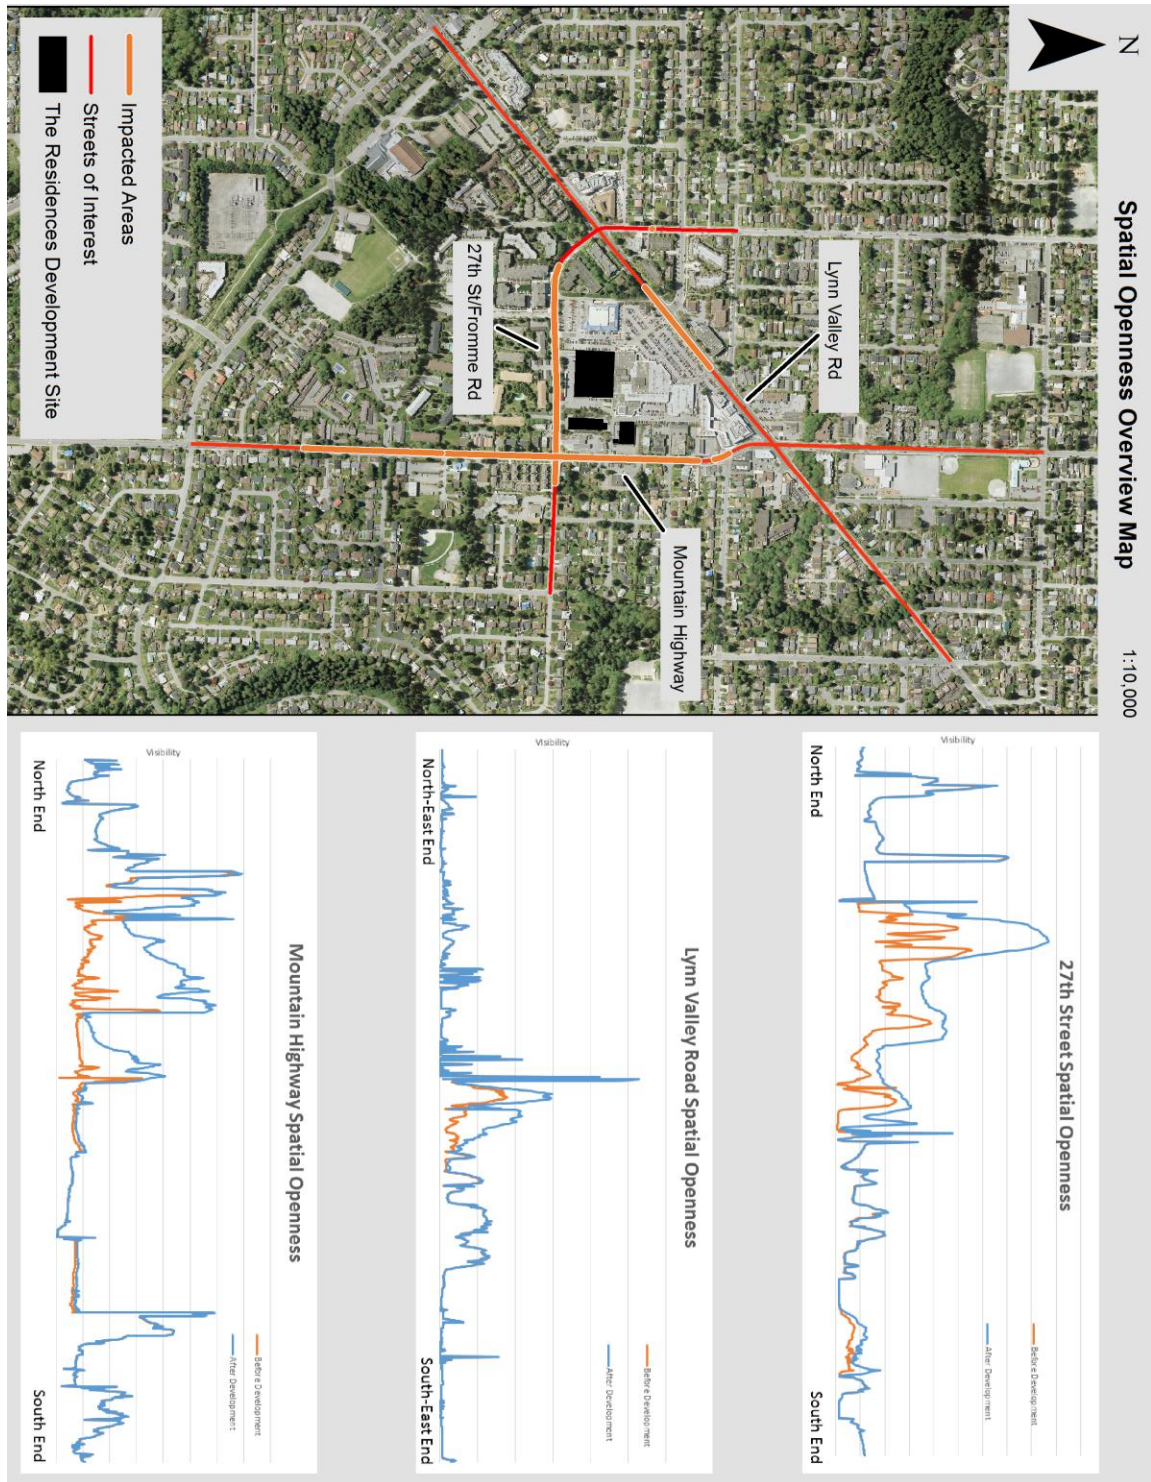 Spatial Openness Overview Map
1:10,000
N
Lynn Valley Rd
27th St/Fromme Rd
Mountain Highway
Impacted Areas
Streets of Interest
The Residences Development Site
27th Street Spatial Openness
Visibility
Before Development
After Development
North End
South End
Lynn Valley Road Spatial Openness
Visibility
Before Development
After Development
North-East End
South-East End
Mountain Highway Spatial Openness
Visibility
Before Development
After Development
North End
South End